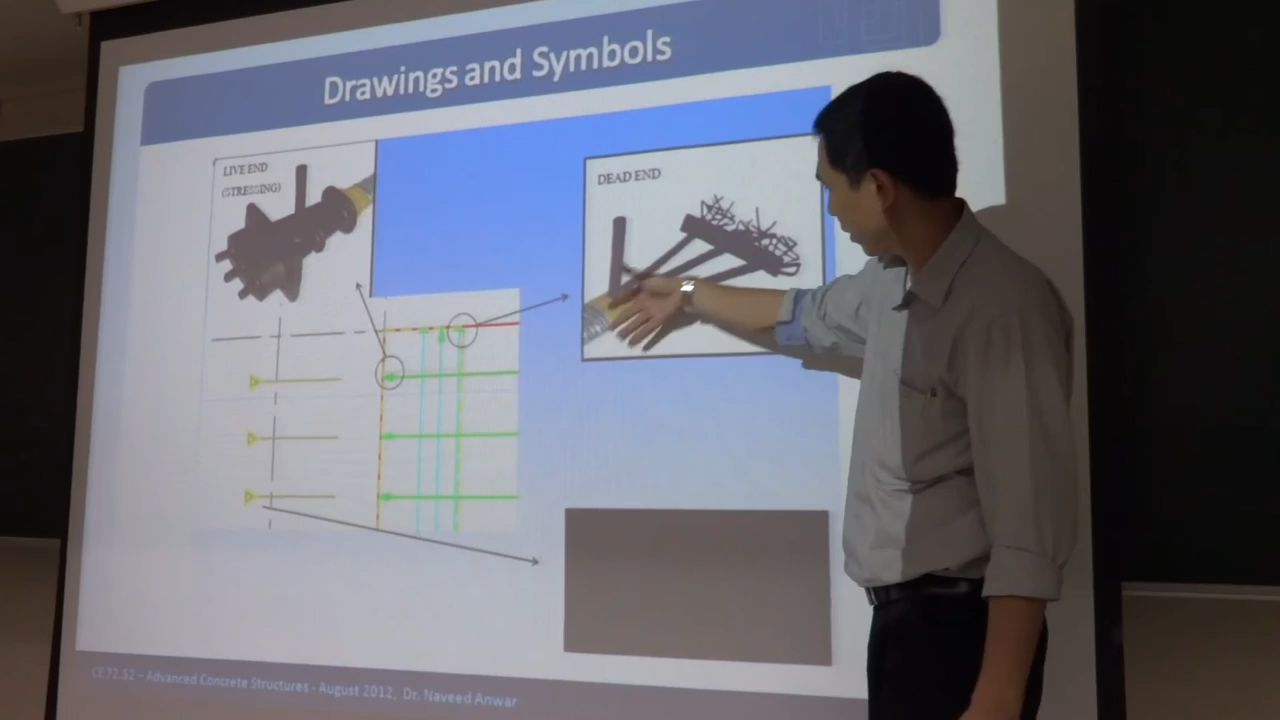 Drawings and Symbols
LIVE END
(STRESSING)
DEAD END
CE 72.52 – Advanced Concrete Structures - August 2012, Dr. Naveed Anwar